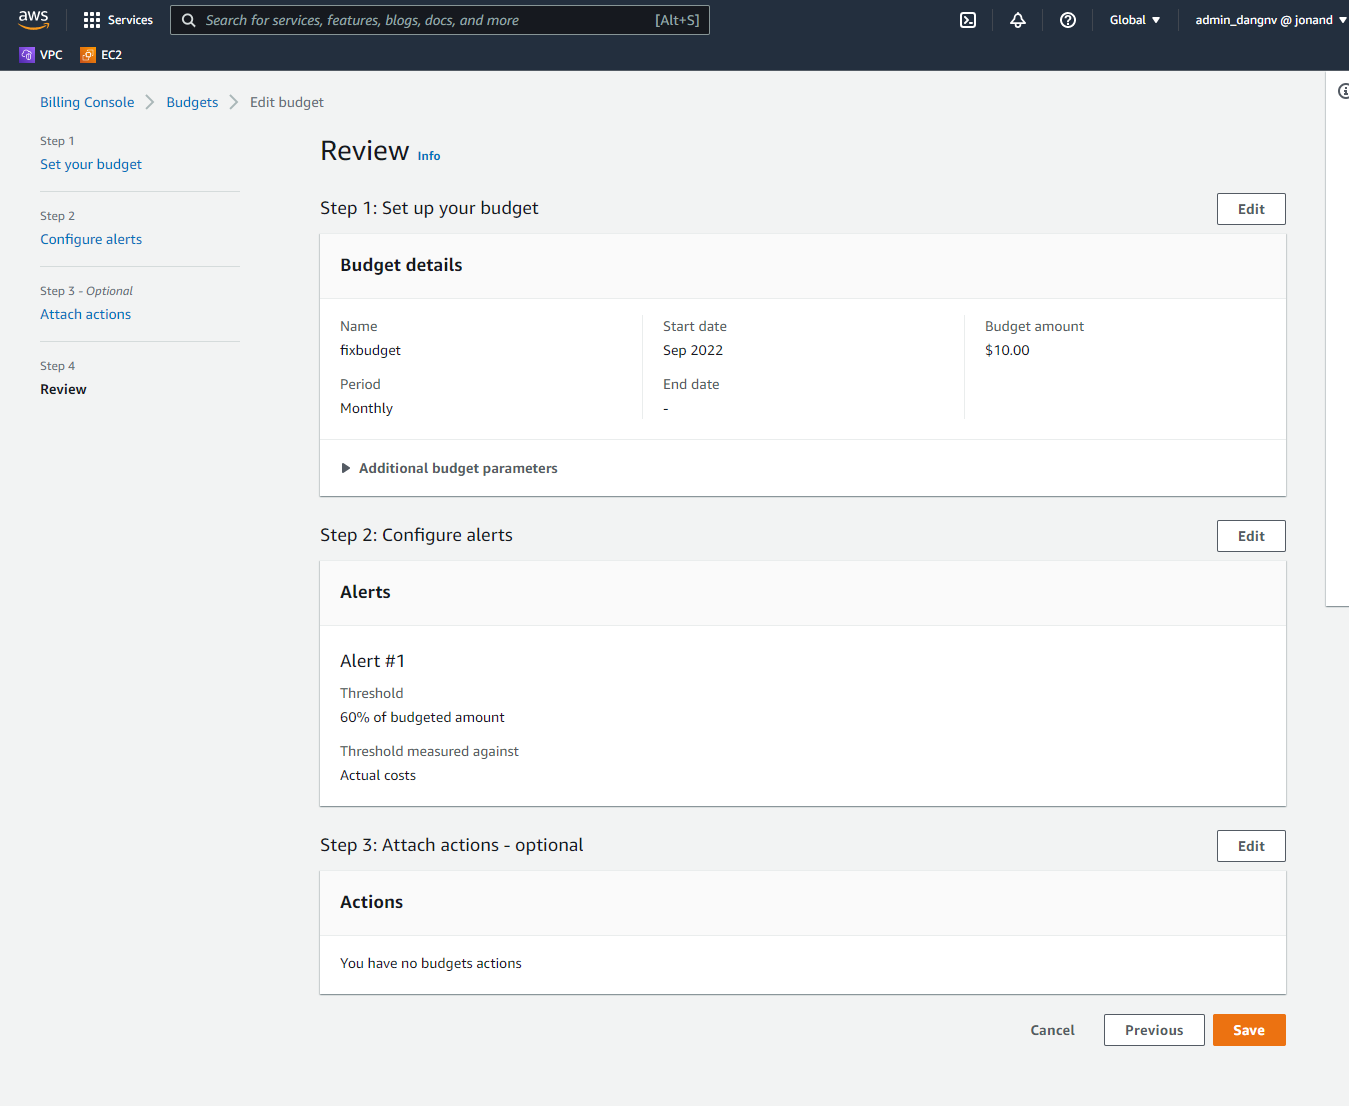 aws Services Search for services, features, blogs, docs, and more [Alt+S] Global admin_dangnv @ jonand
VPC EC2
Billing Console Budgets Edit budget
Step 1
Set your budget
Step 2
Configure alerts
Step 3 - Optional
Attach actions
Step 4
Review
Review Info
Step 1: Set up your budget Edit
Budget details
Name Start date Budget amount
fixbudget Sep 2022 $10.00
Period End date
Monthly -
Additional budget parameters
Step 2: Configure alerts Edit
Alerts
Alert #1
Threshold
60% of budgeted amount
Threshold measured against
Actual costs
Step 3: Attach actions - optional Edit
Actions
You have no budgets actions
Cancel Previous Save